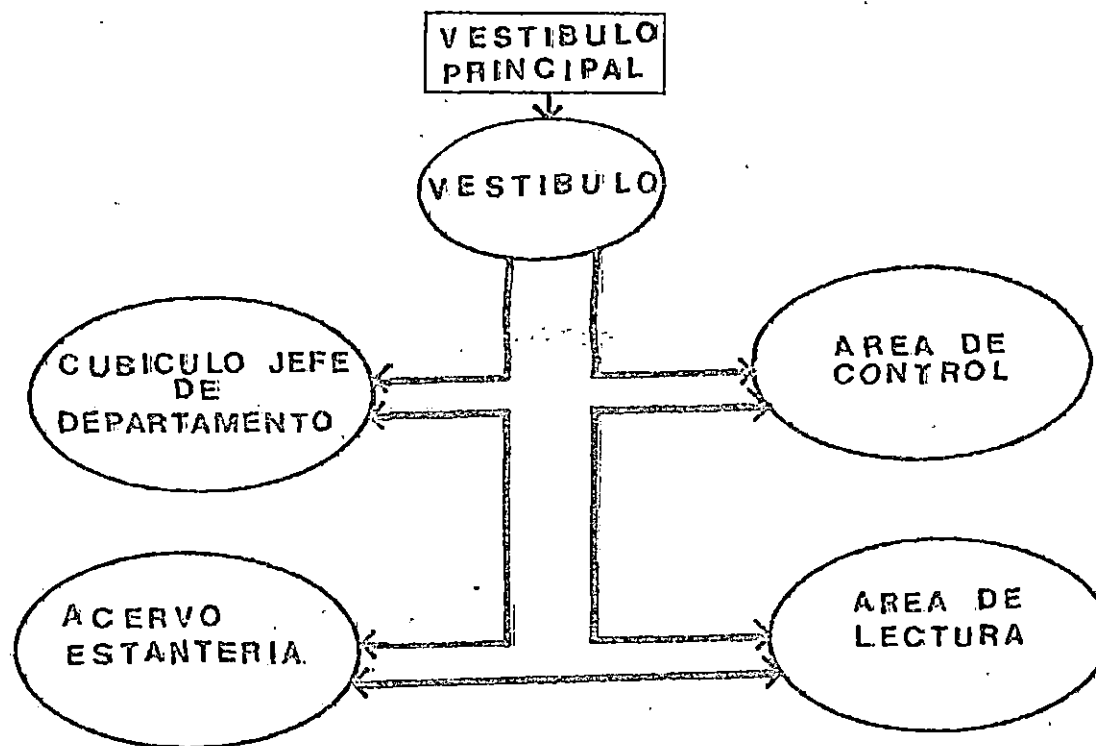 VESTIBULO
PRINCIPAL
VESTIBULO
CUBICULO JEFE
DE
DEPARTAMENTO
AREA DE
CONTROL
ACERVO
ESTANTERIA
AREA DE
LECTURA